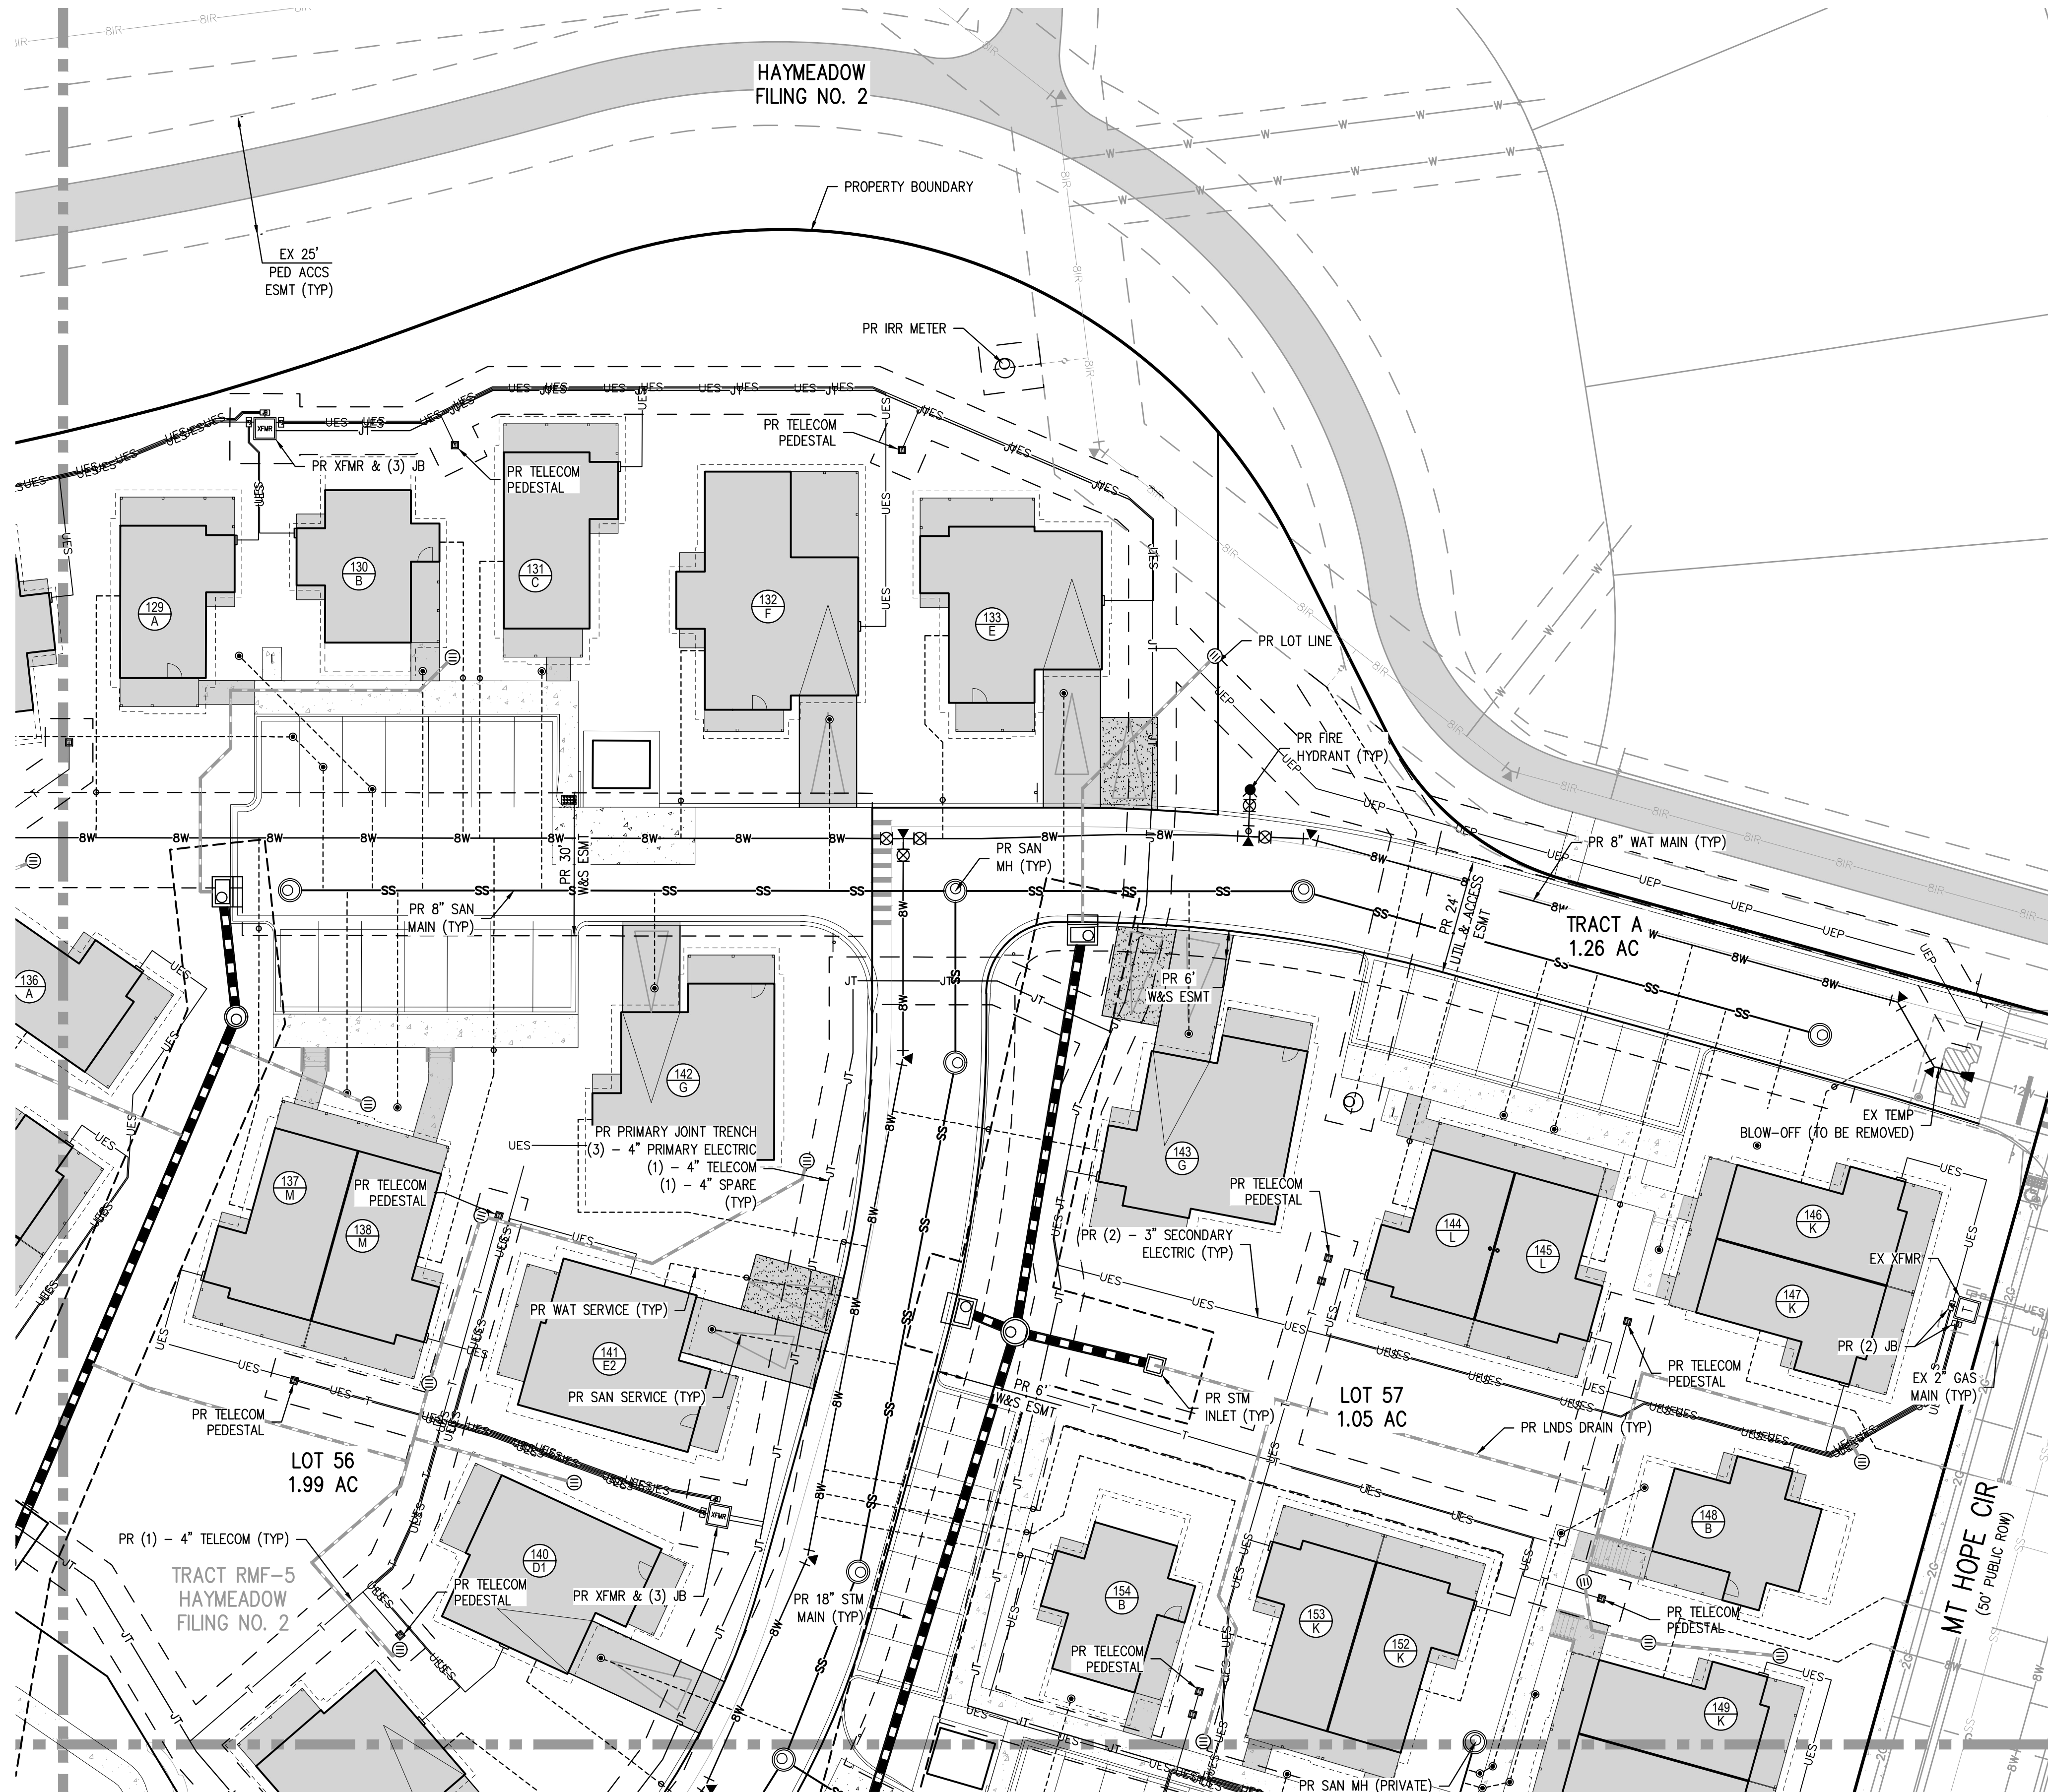 HAYMEADOW
FILING NO. 2
PROPERTY BOUNDARY
EX 25'
PED ACCS
ESMT (TYP)
PR IRR METER
PR TELECOM
PEDESTAL
PR XFMR & (3) JB
XFMR
PR TELECOM
PEDESTAL
129
A
130
B
131
C
132
F
133
E
PR LOT LINE
PR FIRE
HYDRANT (TYP)
PR 8" WAT MAIN (TYP)
PR SAN
MH (TYP)
PR 30'
W&S ESMT
PR 8" SAN
MAIN (TYP)
PR 24'
UTIL & ACCESS
ESMT
TRACT A
1.26 AC
136
A
PR 6'
W&S ESMT
142
G
143
G
EX TEMP
BLOW-OFF (TO BE REMOVED)
PR PRIMARY JOINT TRENCH
(3) - 4" PRIMARY ELECTRIC
(1) - 4" TELECOM
(1) - 4" SPARE
(TYP)
137
M
138
M
PR TELECOM
PEDESTAL
PR TELECOM
PEDESTAL
PR (2) - 3" SECONDARY
ELECTRIC (TYP)
144
L
145
L
146
K
147
K
EX XFMR
T
PR (2) JB
EX 2" GAS
MAIN (TYP)
PR WAT SERVICE (TYP)
141
E2
PR SAN SERVICE (TYP)
PR 6'
W&S ESMT
PR STM
INLET (TYP)
LOT 57
1.05 AC
PR TELECOM
PEDESTAL
PR LNDS DRAIN (TYP)
PR TELECOM
PEDESTAL
LOT 56
1.99 AC
XFMR
148
B
MT HOPE CIR
(50' PUBLIC ROW)
PR (1) - 4" TELECOM (TYP)
TRACT RMF-5
HAYMEADOW
FILING NO. 2
140
D1
PR TELECOM
PEDESTAL
PR XFMR & (3) JB
PR 18" STM
MAIN (TYP)
154
B
153
K
152
K
PR TELECOM
PEDESTAL
PR TELECOM
PEDESTAL
149
K
PR SAN MH (PRIVATE)